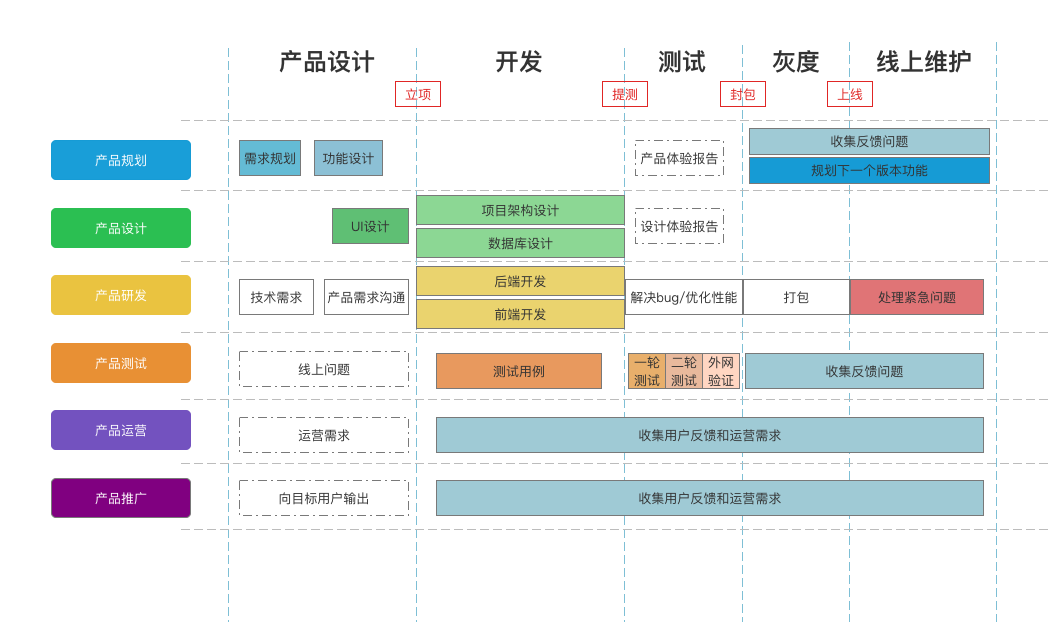 产品设计
开发
测试
灰度
线上维护
立项
提测
封包
上线
产品规划
需求规划
功能设计
产品体验报告
收集反馈问题
规划下一个版本功能
产品设计
UI设计
项目架构设计
数据库设计
设计体验报告
产品研发
技术需求
产品需求沟通
后端开发
前端开发
解决bug/优化性能
打包
处理紧急问题
产品测试
线上问题
测试用例
一轮
测试
二轮
测试
外网
验证
收集反馈问题
产品运营
运营需求
收集用户反馈和运营需求
产品推广
向目标用户输出
收集用户反馈和运营需求